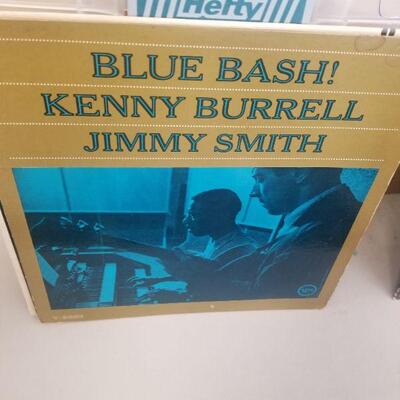 Hefty
BLUE BASH!
KENNY BURRELL
JIMMY SMITH